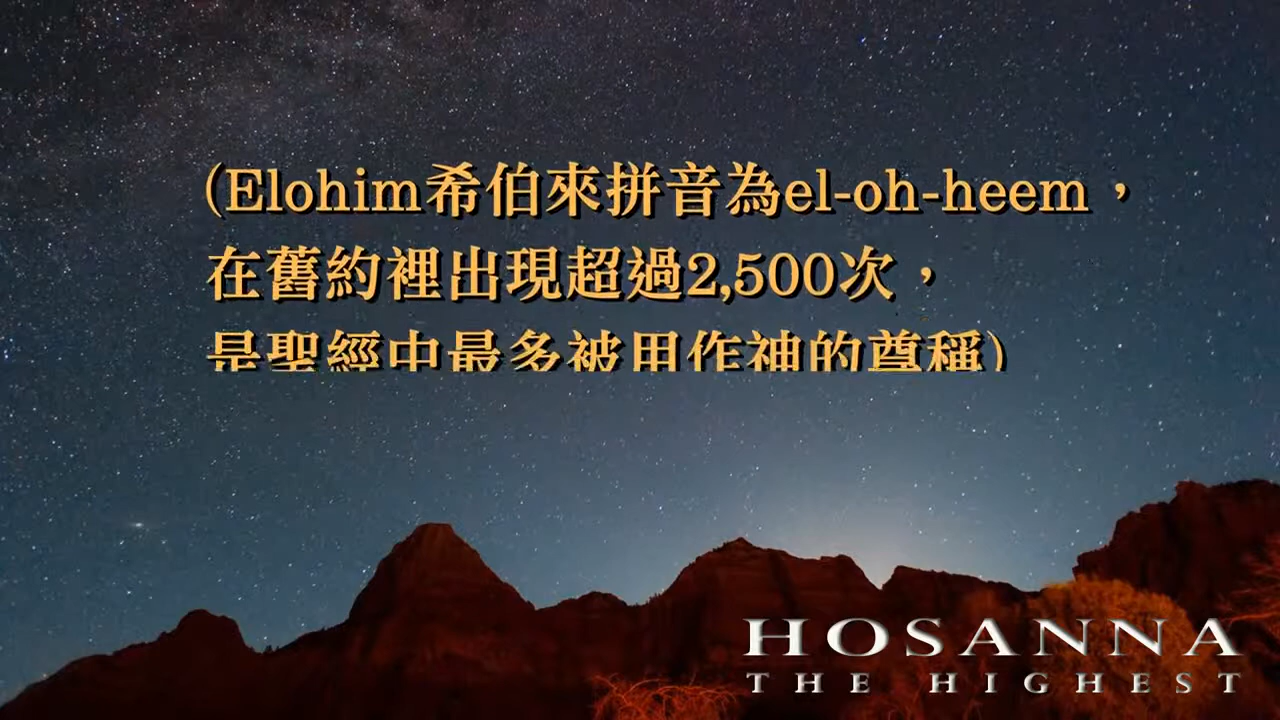 (Elohim希伯來拼音為el-oh-heem，
在舊約裡出現超過2,500次，
是聖經中最多被用作神的尊稱)
HOSANNA
THE HIGHEST